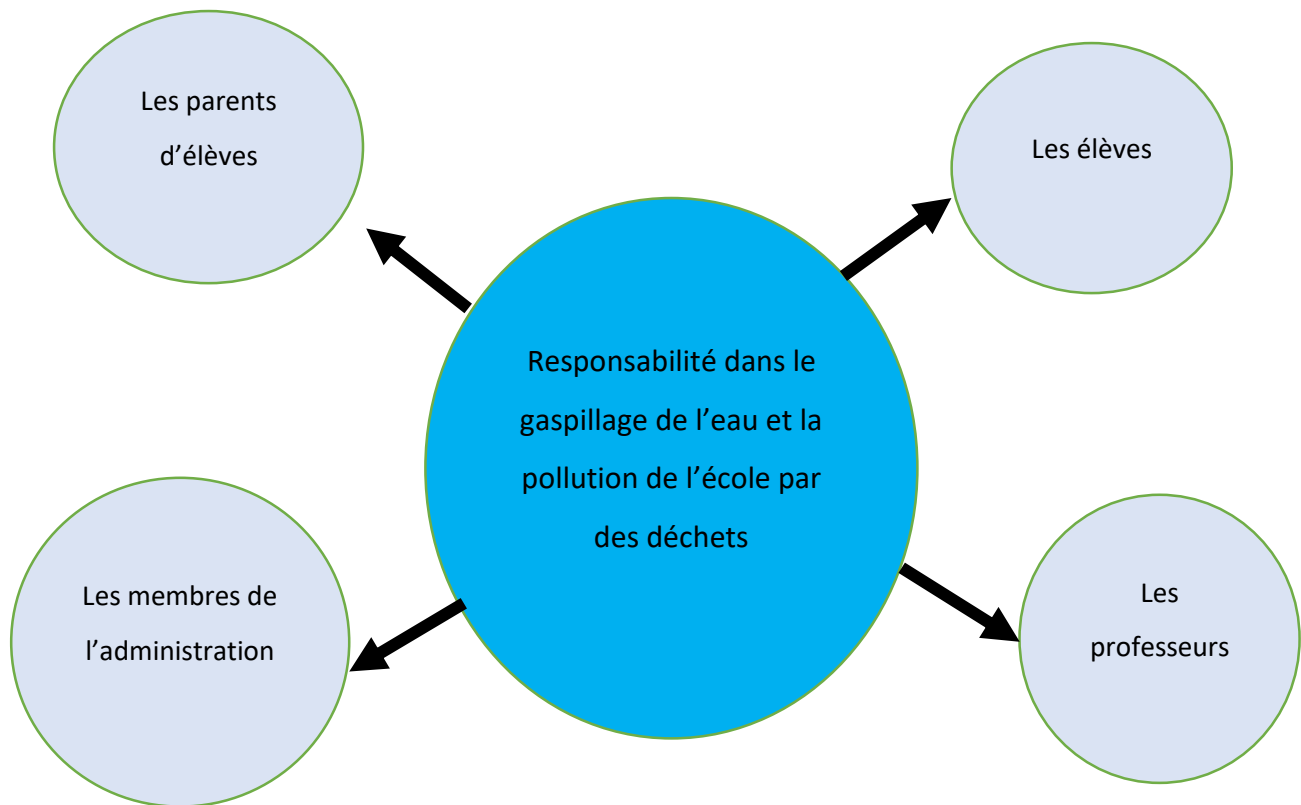 Les parents
d’élèves
Les élèves
Responsabilité dans le
gaspillage de l’eau et la
pollution de l’école par
des déchets
Les membres de
l’administration
Les
professeurs